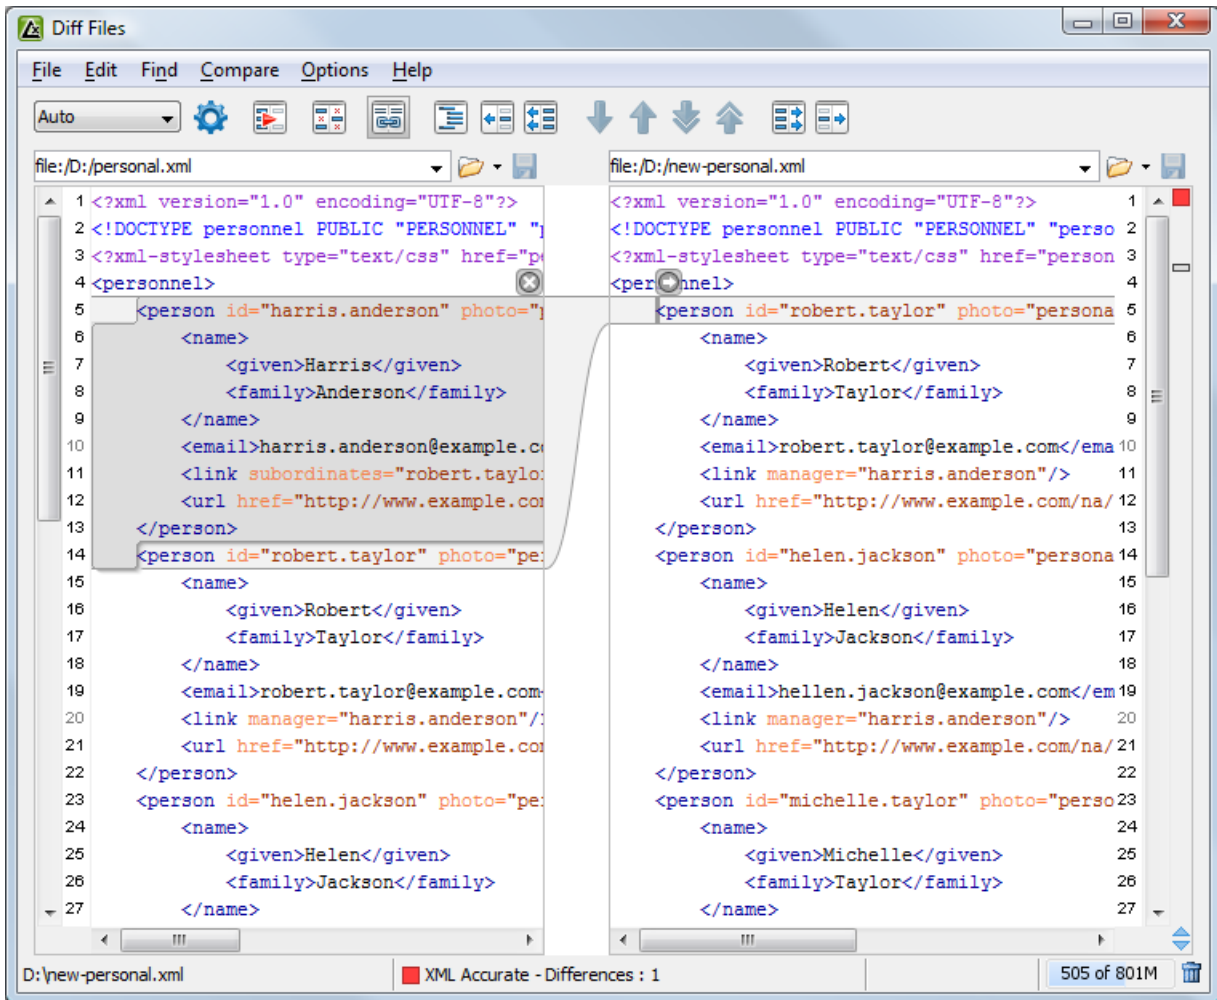 Diff Files
File Edit Find Compare Options Help
Auto
file:/D:/personal.xml
file:/D:/new-personal.xml
1 <?xml version="1.0" encoding="UTF-8"?>
2 <!DOCTYPE personnel PUBLIC "PERSONNEL" "
3 <?xml-stylesheet type="text/css" href="
4 <personnel>
5 <person id="harris.anderson" photo="
6 <name>
7 <given>Harris</given>
8 <family>Anderson</family>
9 </name>
10 <email>harris.anderson@example.
11 <link subordinates="robert.taylo
12 <url href="http://www.example.
13 </person>
14 <person id="robert.taylor" photo="
15 <name>
16 <given>Robert</given>
17 <family>Taylor</family>
18 </name>
19 <email>robert.taylor@example.com
20 <link manager="harris.anderson"/
21 <url href="http://www.example.
22 </person>
23 <person id="helen.jackson" photo="
24 <name>
25 <given>Helen</given>
26 <family>Jackson</family>
27 </name>
<?xml version="1.0" encoding="UTF-8"?> 1
<!DOCTYPE personnel PUBLIC "PERSONNEL" "perso 2
<?xml-stylesheet type="text/css" href="person 3
<per nnel> 4
<person id="robert.taylor" photo="persona 5
<name> 6
<given>Robert</given> 7
<family>Taylor</family> 8
</name> 9
<email>robert.taylor@example.com</ema 10
<link manager="harris.anderson"/> 11
<url href="http://www.example.com/na/ 12
</person> 13
<person id="helen.jackson" photo="persona 14
<name> 15
<given>Helen</given> 16
<family>Jackson</family> 17
</name> 18
<email>hellen.jackson@example.com</em 19
<link manager="harris.anderson"/> 20
<url href="http://www.example.com/na/ 21
</person> 22
<person id="michelle.taylor" photo="perso 23
<name> 24
<given>Michelle</given> 25
<family>Taylor</family> 26
</name> 27
D:\new-personal.xml
XML Accurate - Differences : 1
505 of 801M